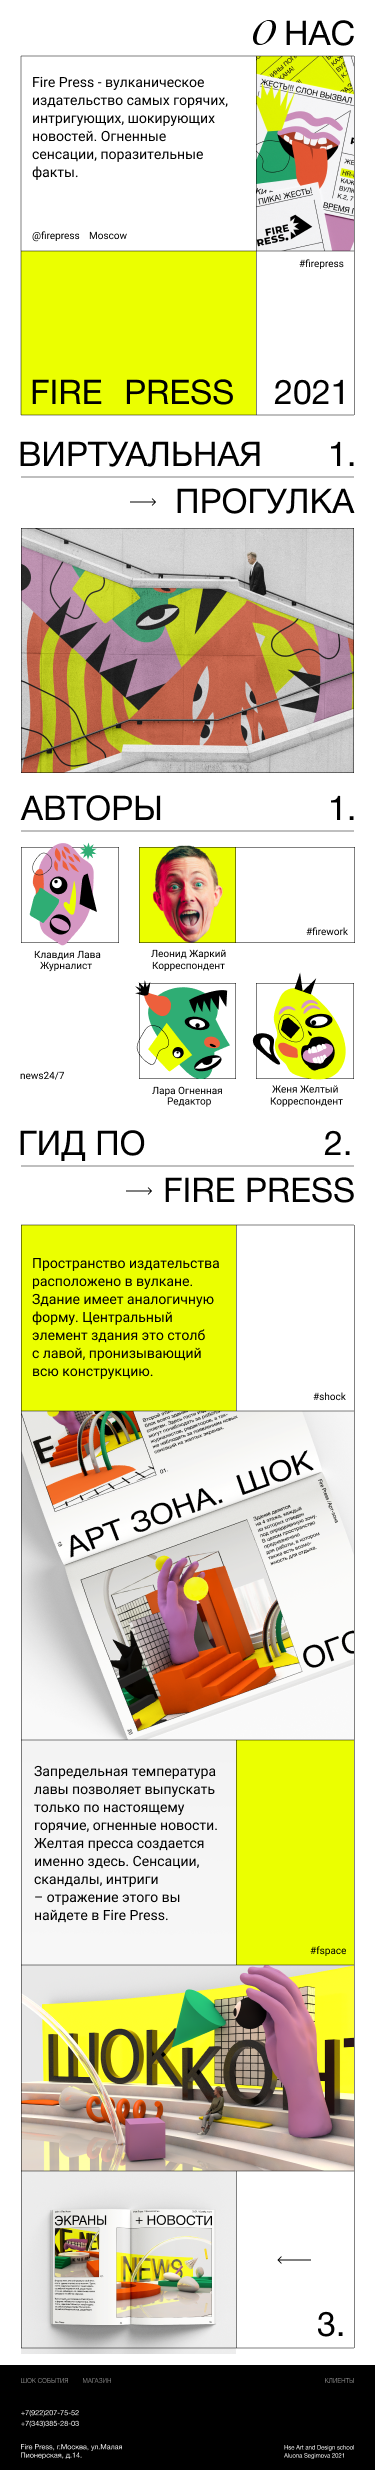 О НАС
Fire Press - вулканическое
издательство самых горячих,
интригующих, шокирующих
новостей. Огненные
сенсации, поразительные
факты.
@firepress Moscow
ЖЕСТЬ!!! СЛОН ВЫЗВАЛ
ПИКА! ЖЕСТЬ!
ВРЕМЯ
FIRE
PRESS.
#firepress
FIRE PRESS
2021
ВИРТУАЛЬНАЯ 1.
→ ПРОГУЛКА
АВТОРЫ 1.
#firework
Клавдия Лава
Журналист
Леонид Жаркий
Корреспондент
news24/7
Лара Огненная
Редактор
Женя Желтый
Корреспондент
ГИД ПО 2.
→ FIRE PRESS
Пространство издательства
расположено в вулкане.
Здание имеет аналогичную
форму. Центральный
элемент здания это столб
с лавой, пронизывающий
всю конструкцию.
#shock
01.
АРТ ЗОНА. ШОК
ОГО
Запредельная температура
лавы позволяет выпускать
только по настоящему
горячие, огненные новости.
Желтая пресса создается
именно здесь. Сенсации,
скандалы, интриги
– отражение этого вы
найдете в Fire Press.
#fspace
ШОК КОНТ
ЭКРАНЫ + НОВОСТИ
NEWS
←
3.
ШОК СОБЫТИЯ МАГАЗИН КЛИЕНТЫ
+7(922)207-75-52
+7(343)385-28-03
Fire Press, г.Москва, ул.Малая
Пионерская, д.14.
Hse Art and Design school
Aluona Segimova 2021